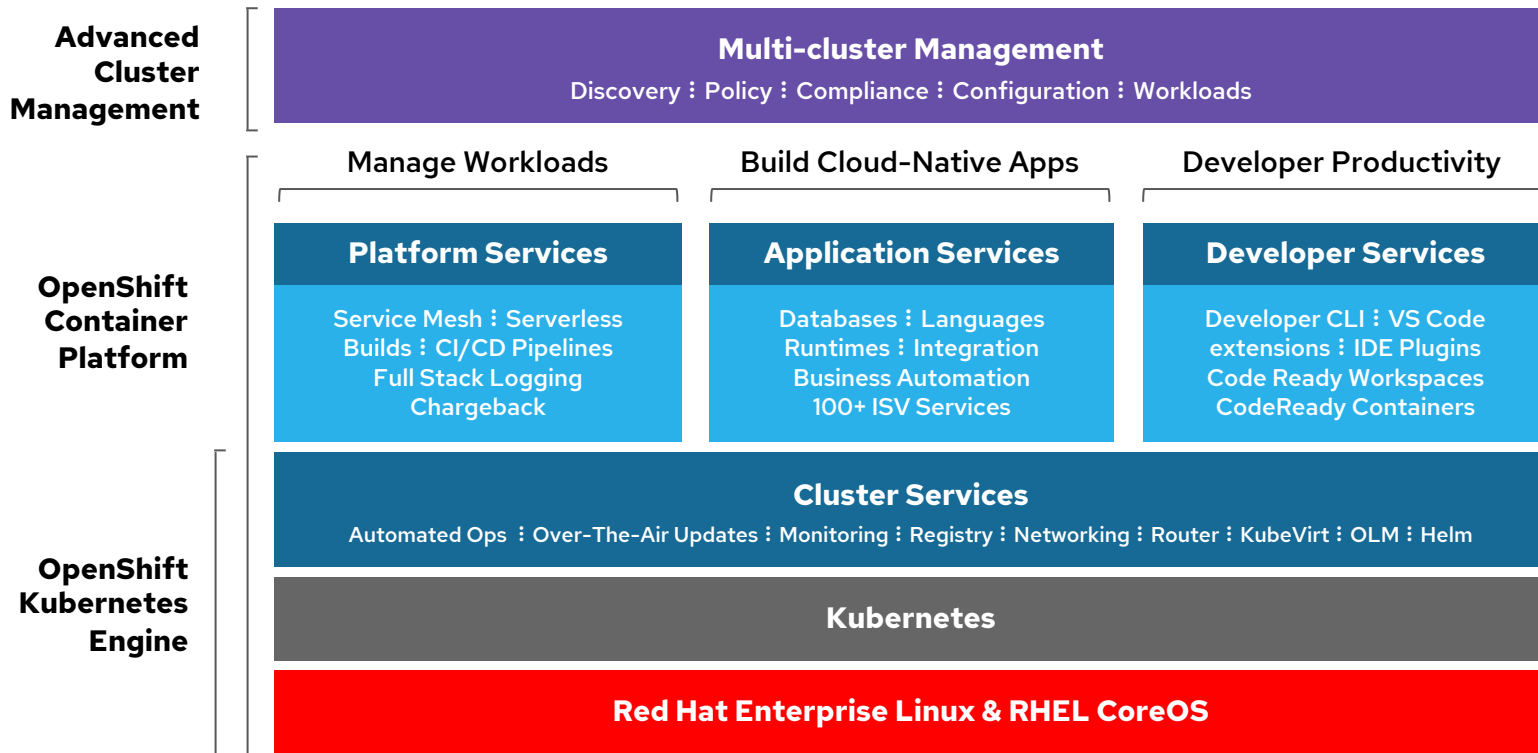 Advanced
Cluster
Management
Multi-cluster Management
Discovery ⋮ Policy ⋮ Compliance ⋮ Configuration ⋮ Workloads
Manage Workloads
Build Cloud-Native Apps
Developer Productivity
OpenShift
Container
Platform
Platform Services
Service Mesh ⋮ Serverless
Builds ⋮ CI/CD Pipelines
Full Stack Logging
Chargeback
Application Services
Databases ⋮ Languages
Runtimes ⋮ Integration
Business Automation
100+ ISV Services
Developer Services
Developer CLI ⋮ VS Code
extensions ⋮ IDE Plugins
Code Ready Workspaces
CodeReady Containers
OpenShift
Kubernetes
Engine
Cluster Services
Automated Ops ⋮ Over-The-Air Updates ⋮ Monitoring ⋮ Registry ⋮ Networking ⋮ Router ⋮ KubeVirt ⋮ OLM ⋮ Helm
Kubernetes
Red Hat Enterprise Linux & RHEL CoreOS